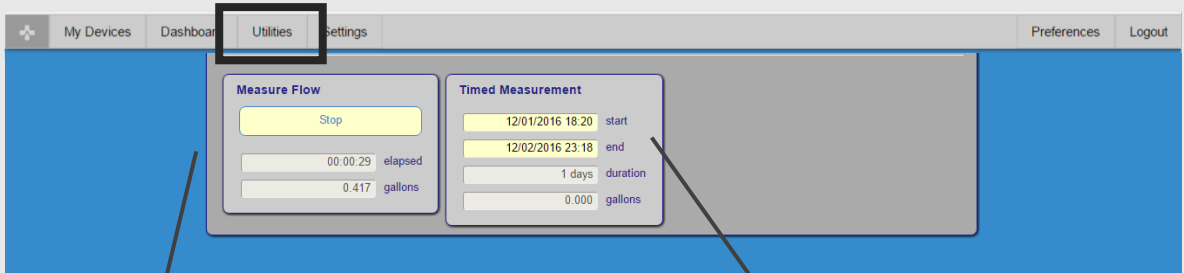 My Devices Dashboar Utilities Settings Preferences Logout
Measure Flow
Stop
00:00:29 elapsed
0.417 gallons
Timed Measurement
12/01/2016 18:20 start
12/02/2016 23:18 end
1 days duration
0.000 gallons